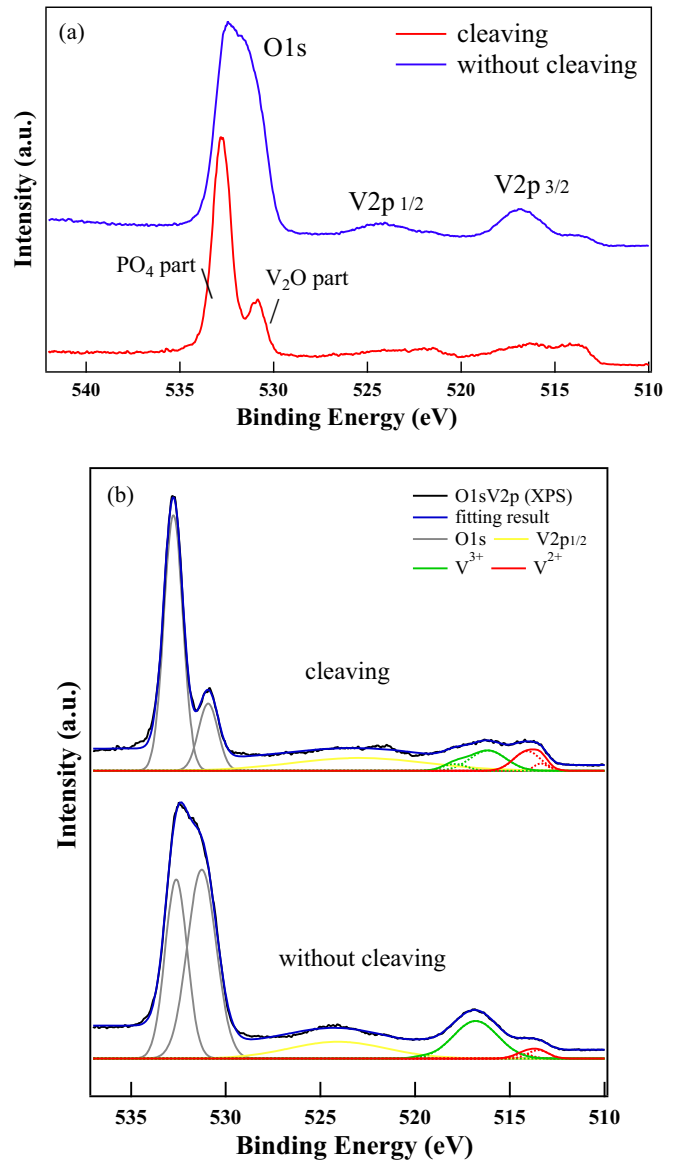 (a)
O1s
cleaving
without cleaving
V2p 1/2
V2p 3/2
PO4 part
V2O part
Intensity (a.u.)
540 535 530 525 520 515 510
Binding Energy (eV)
(b)
O1sV2p (XPS)
fitting result
O1s V2p1/2
V3+ V2+
cleaving
without cleaving
Intensity (a.u.)
535 530 525 520 515 510
Binding Energy (eV)